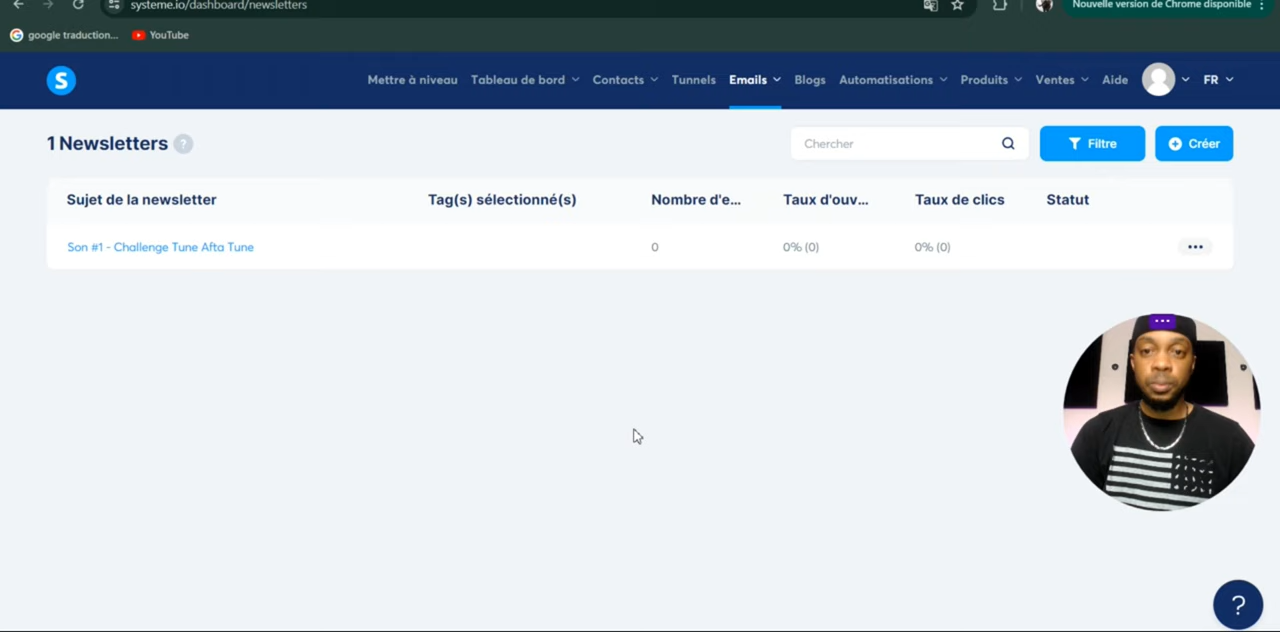 systeme.io/dashboard/newsletters
Nouvelle version de Chrome disponible
google traduction...
YouTube
S
Mettre à niveau
Tableau de bord
Contacts
Tunnels
Emails
Blogs
Automatisations
Produits
Ventes
Aide
FR
1 Newsletters ?
Chercher
Filtre
Créer
Sujet de la newsletter
Tag(s) sélectionné(s)
Nombre d'e...
Taux d'ouv...
Taux de clics
Statut
Son #1 - Challenge Tune Afta Tune
0
0% (0)
0% (0)
?